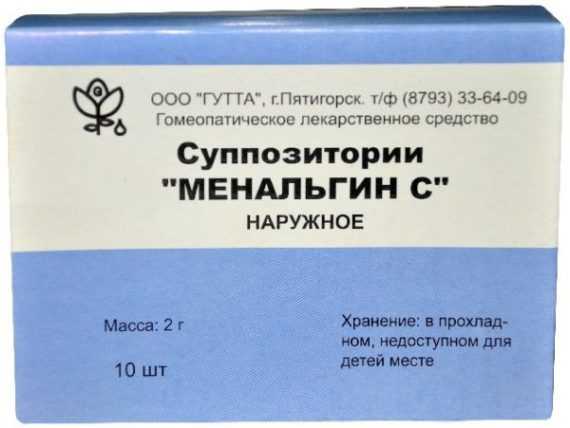 ООО "ГУТТА", г.Пятигорск. т/ф (8793) 33-64-09
Гомеопатическое лекарственное средство
Суппозитории
"МЕНАЛЬГИН С"
НАРУЖНОЕ
Масса: 2 г
10 шт
Хранение: в прохлад-
ном, недоступном для
детей месте